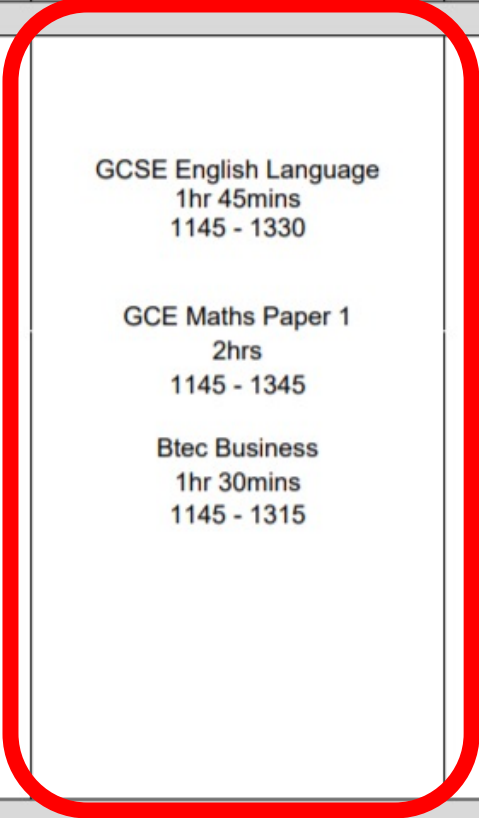 GCSE English Language
1hr 45mins
1145 - 1330
GCE Maths Paper 1
2hrs
1145 - 1345
Btec Business
1hr 30mins
1145 - 1315